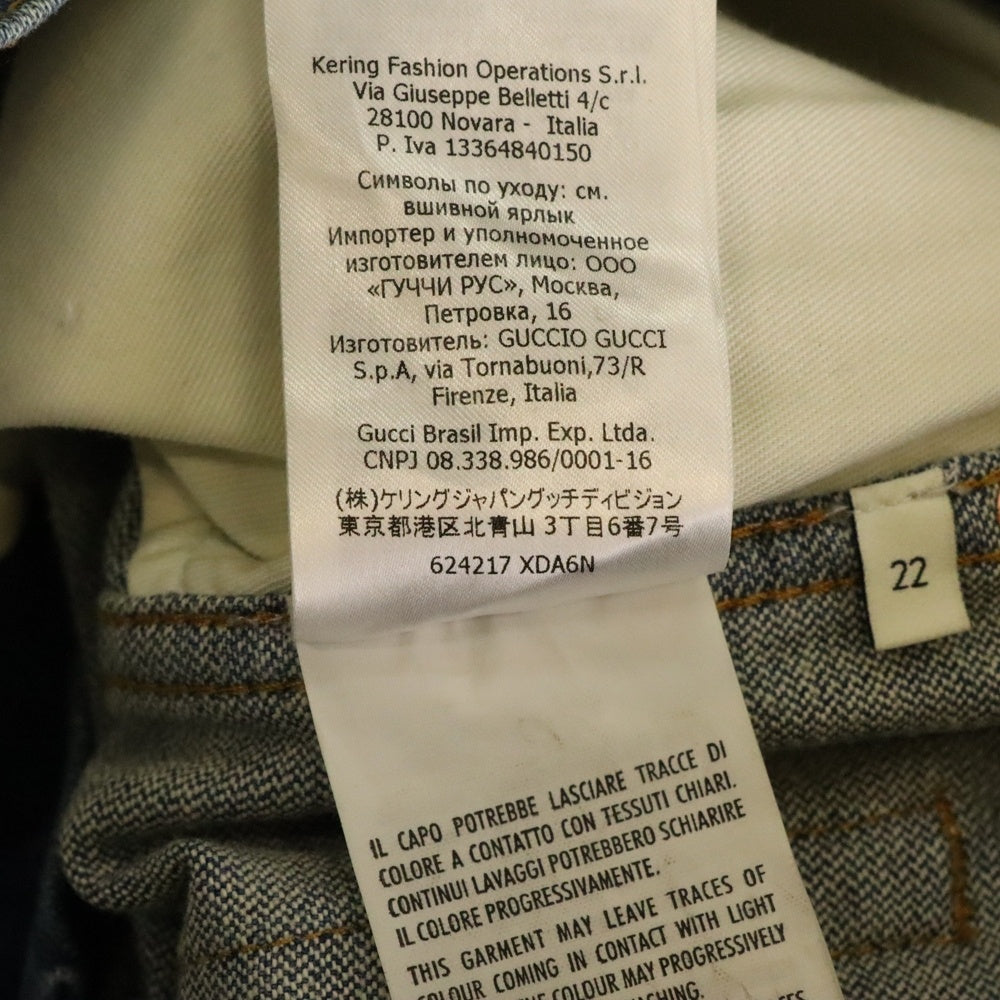 Kering Fashion Operations S.r.l.
Via Giuseppe Belletti 4/c
28100 Novara - Italia
P. Iva 13364840150
Символы по уходу: см.
вшивной ярлык
Импортер и уполномоченное
изготовителем лицо: ООО
«ГУЧЧИ РУС», Москва,
Петровка, 16
Изготовитель: GUCCIO GUCCI
S.p.A, via Tornabuoni,73/R
Firenze, Italia
Gucci Brasil Imp. Exp. Ltda.
CNPJ 08.338.986/0001-16
(株)ケリングジャパングッチディビジョン
東京都港区北青山 3丁目6番7号
624217 XDA6N
22
IL CAPO POTREBBE LASCIARE TRACCE DI
COLORE A CONTATTO CON TESSUTI CHIARI.
CONTINUI LAVAGGI POTREBBERO SCHIARIRE
IL COLORE PROGRESSIVAMENTE.
THIS GARMENT MAY LEAVE TRACES OF
COLOUR COMING IN CONTACT WITH LIGHT
THE COLOUR MAY PROGRESSIVELY